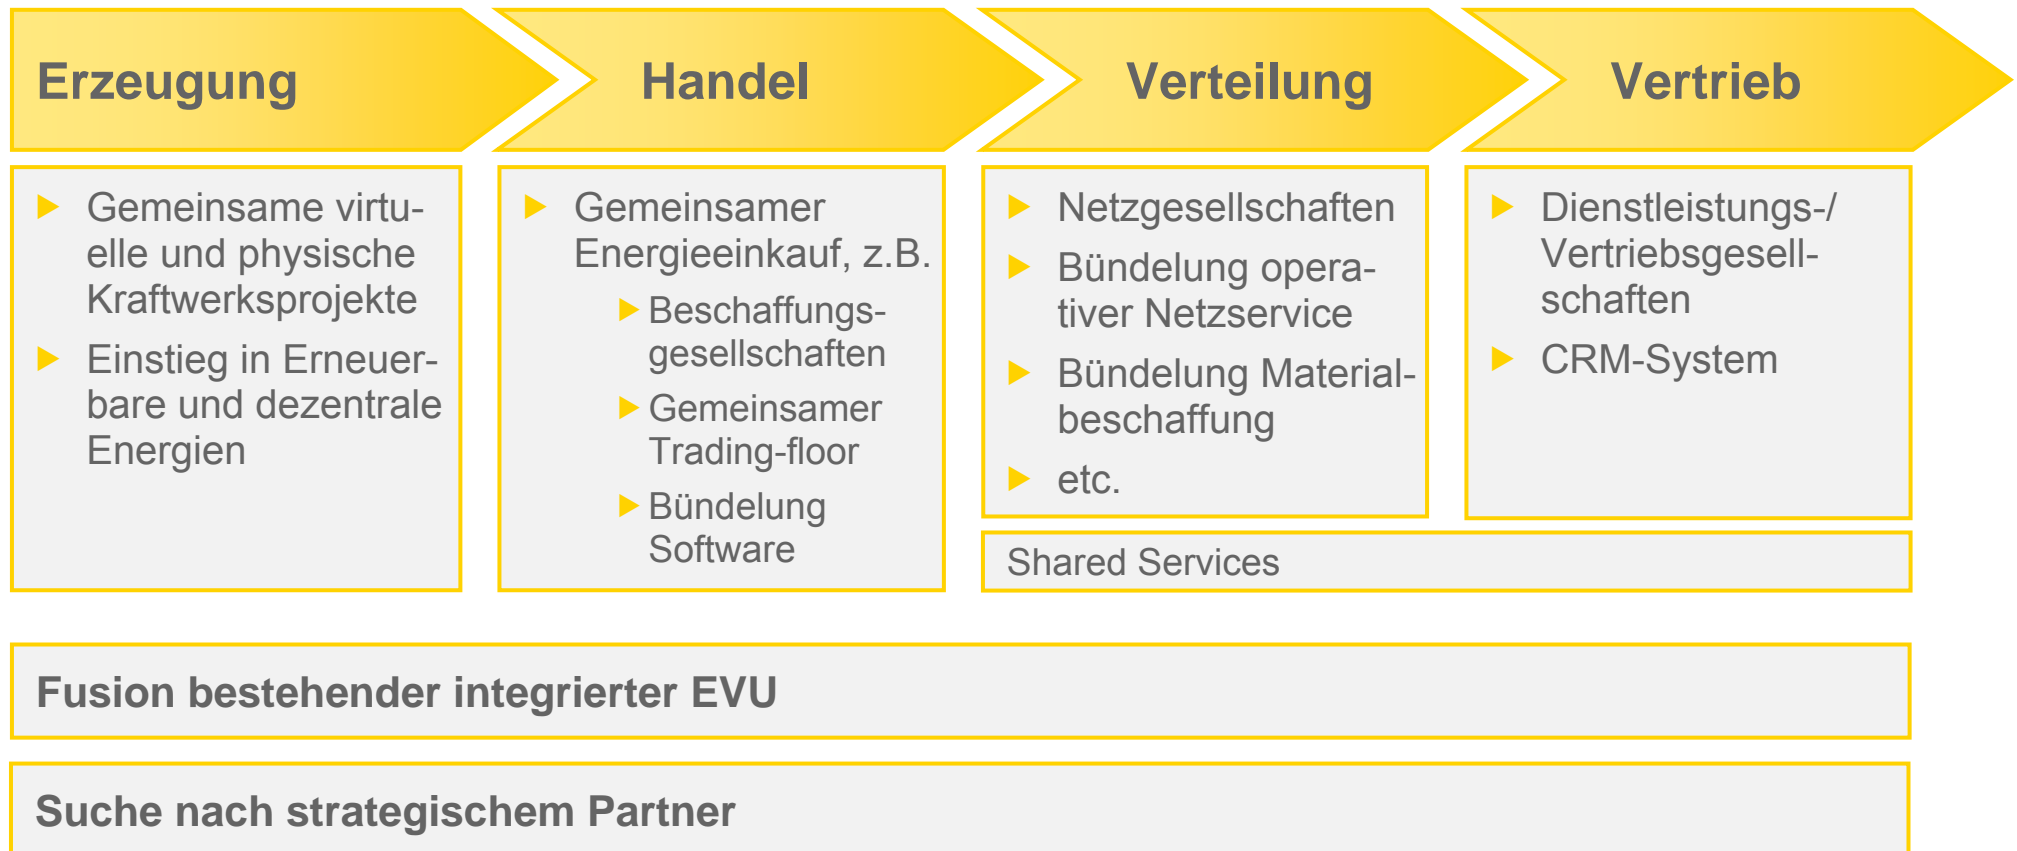 Erzeugung
Handel
Verteilung
Vertrieb
Gemeinsame virtu-
elle und physische
Kraftwerksprojekte
Einstieg in Erneuer-
bare und dezentrale
Energien
Gemeinsamer
Energieeinkauf, z.B.
Beschaffungs-
gesellschaften
Gemeinsamer
Trading-floor
Bündelung
Software
Netzgesellschaften
Bündelung opera-
tiver Netzservice
Bündelung Material-
beschaffung
etc.
Dienstleistungs-/
Vertriebsgesell-
schaften
CRM-System
Shared Services
Fusion bestehender integrierter EVU
Suche nach strategischem Partner